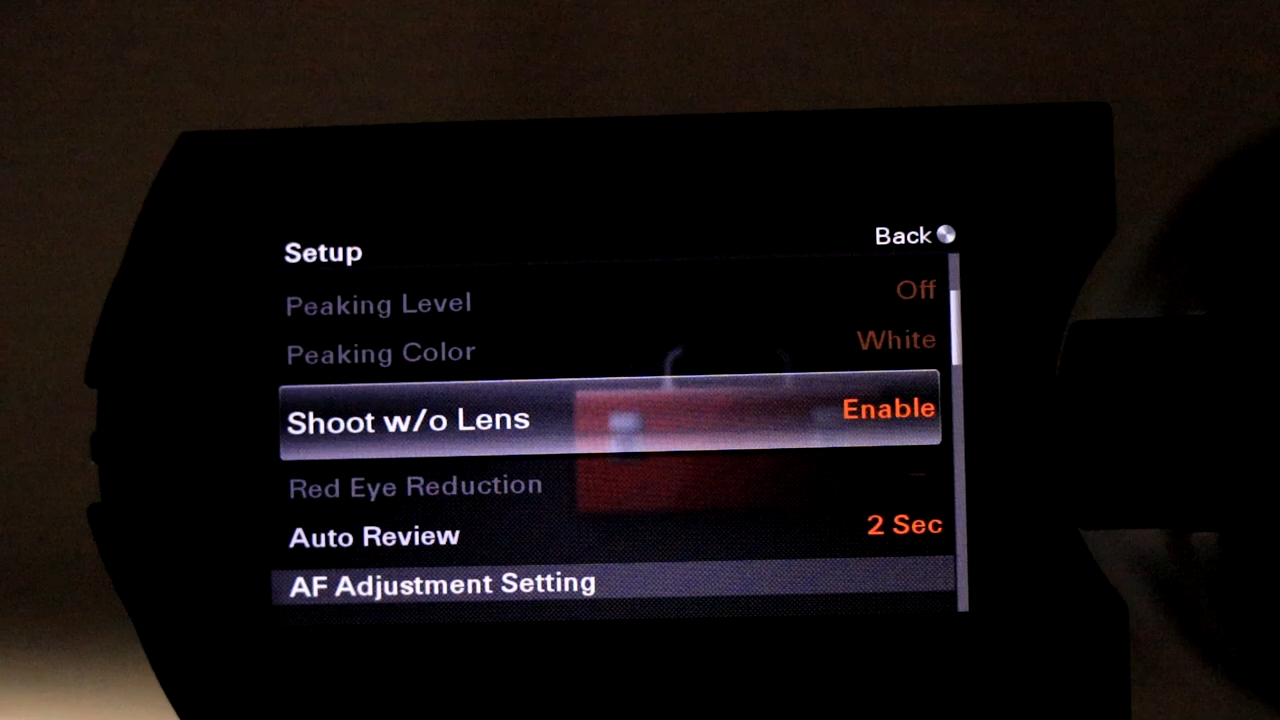 Setup
Back
Peaking Level Off
Peaking Color White
Shoot w/o Lens Enable
Red Eye Reduction –
Auto Review 2 Sec
AF Adjustment Setting